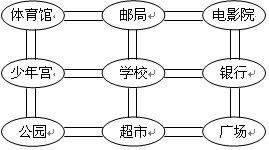 体育馆 邮局 电影院
少年宫 学校 银行
公园 超市 广场